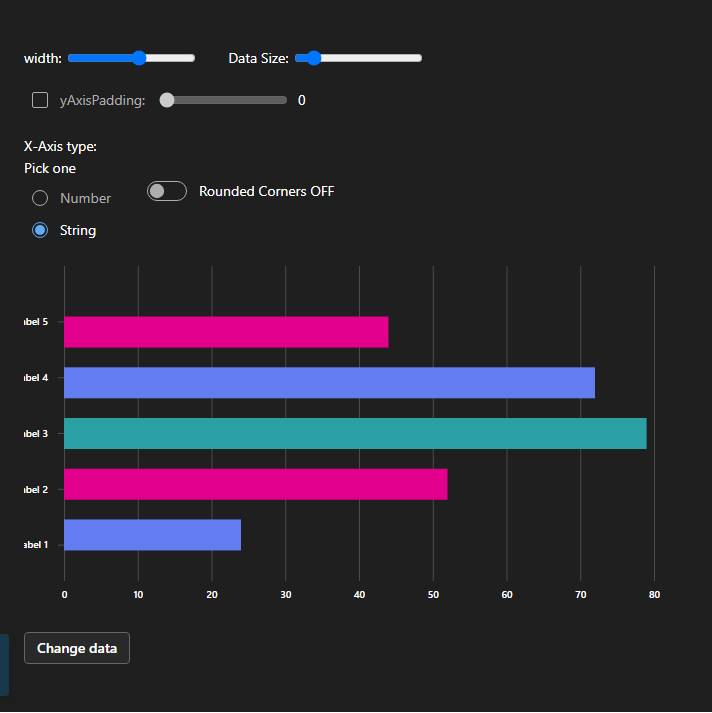 width:
Data Size:
yAxisPadding:
0
X-Axis type:
Pick one
Number
Rounded Corners OFF
String
abel 5
abel 4
abel 3
abel 2
abel 1
0 10 20 30 40 50 60 70 80
Change data